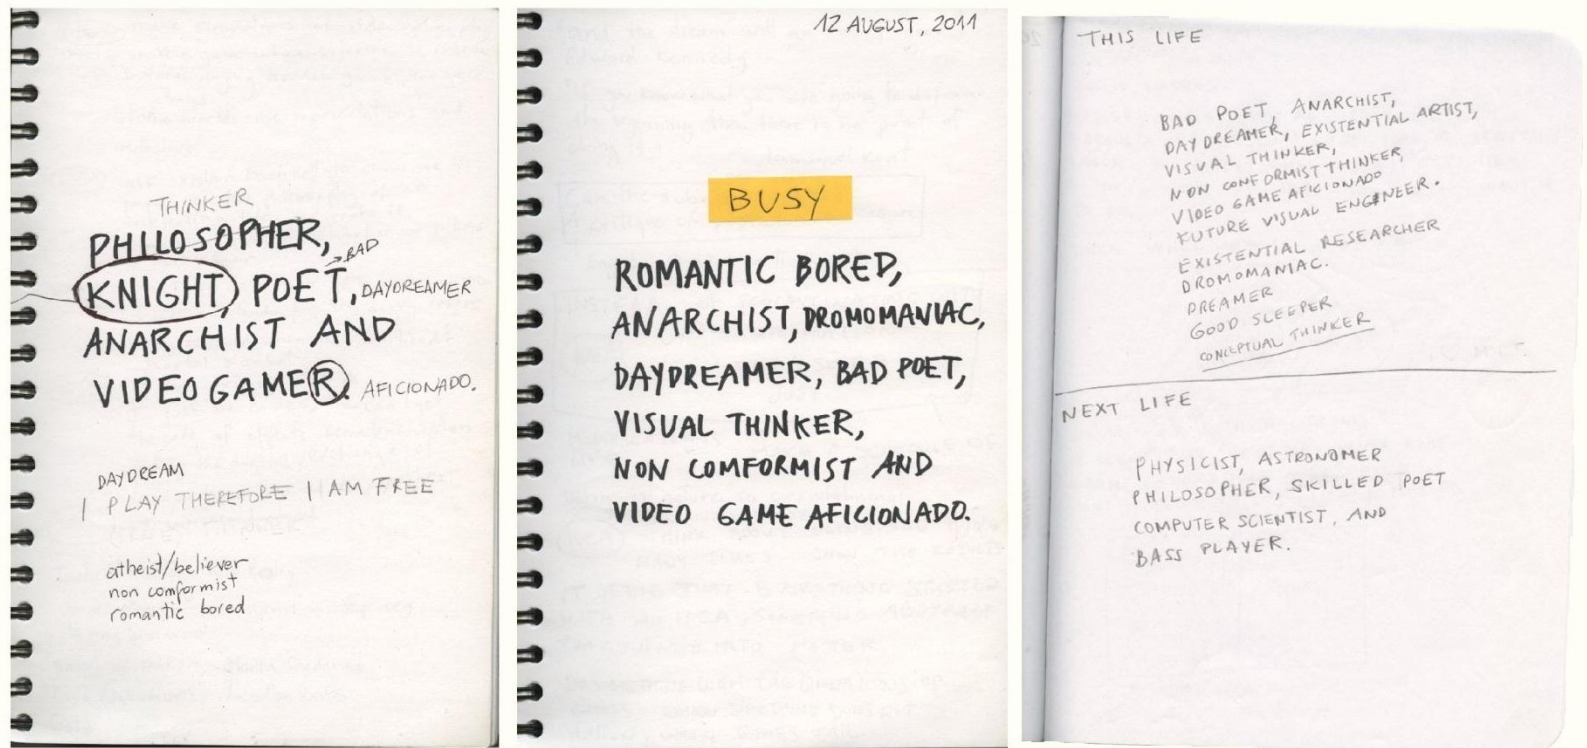 THINKER
PHILOSOPHER,
BAD
KNIGHT, POET, DAYDREAMER
ANARCHIST AND
VIDEO GAMER. AFICIONADO.
DAYDREAM
I PLAY THEREFORE I AM FREE
atheist/believer
non comformist
romantic bored
12 AUGUST, 2011
BUSY
ROMANTIC BORED,
ANARCHIST, DROMOMANIAC,
DAYDREAMER, BAD POET,
VISUAL THINKER,
NON COMFORMIST AND
VIDEO GAME AFICIONADO.
THIS LIFE
BAD POET, ANARCHIST,
DAYDREAMER, EXISTENTIAL ARTIST,
VISUAL THINKER,
NON CONFORMIST THINKER,
VIDEO GAME AFICIONADO
FUTURE VISUAL ENGINEER.
EXISTENTIAL RESEARCHER
DROMOMANIAC.
DREAMER
GOOD SLEEPER
CONCEPTUAL THINKER
NEXT LIFE
PHYSICIST, ASTRONOMER
PHILOSOPHER, SKILLED POET
COMPUTER SCIENTIST, AND
BASS PLAYER.